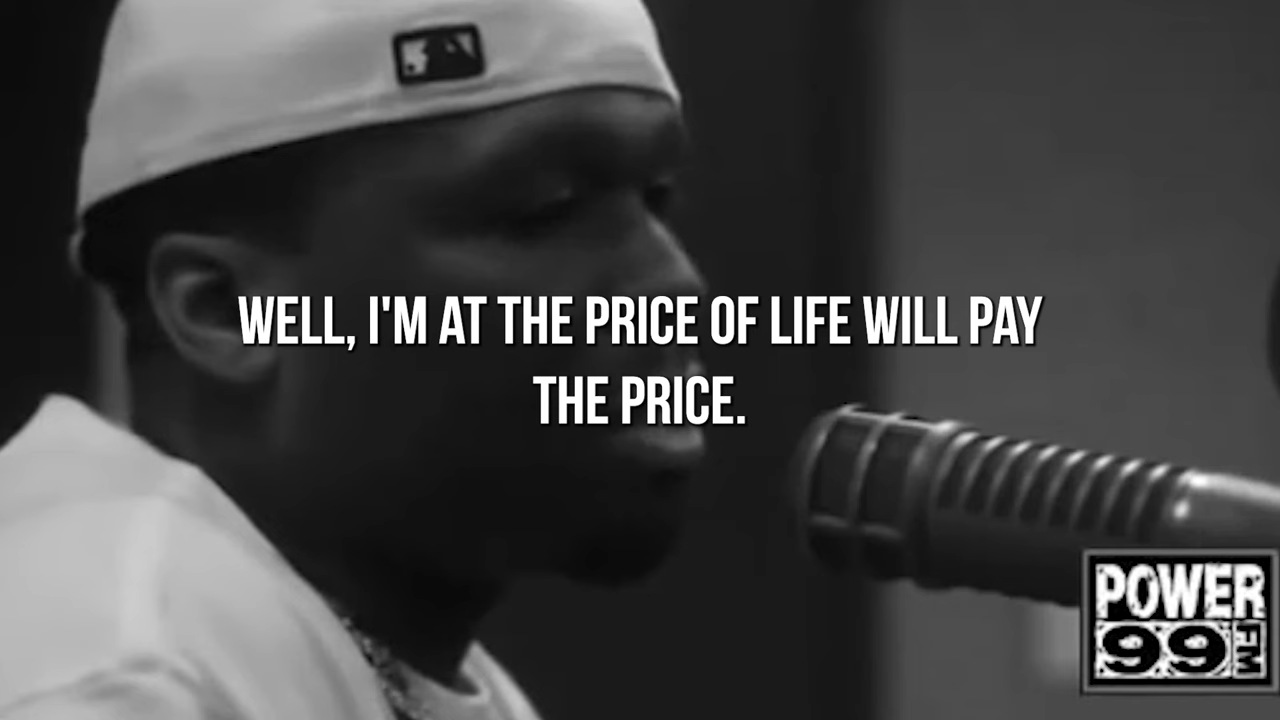 WELL, I'M AT THE PRICE OF LIFE WILL PAY
THE PRICE.
POWER
99 FM